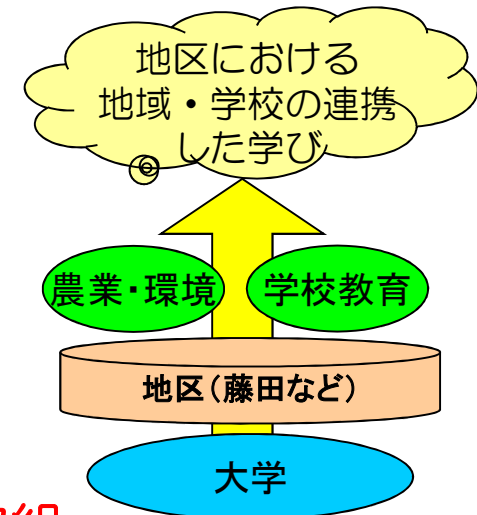 地区における
地域・学校の連携
した学び
農業・環境
学校教育
地区（藤田など）
大学